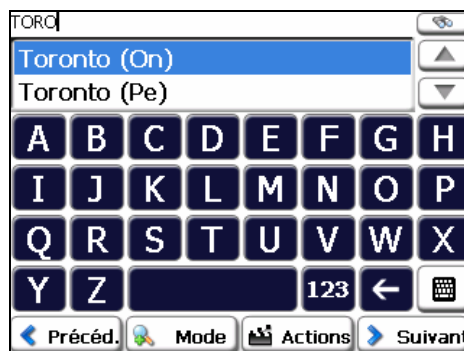 TORO
Toronto (On)
Toronto (Pe)
A B C D E F G H
I J K L M N O P
Q R S T U V W X
Y Z 123
Précéd. Mode Actions Suivant